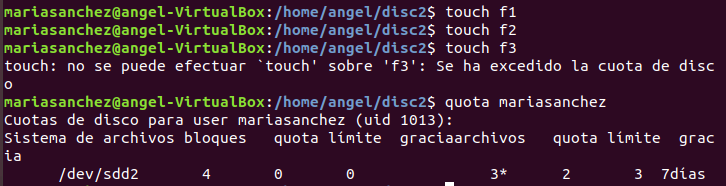 mariasanchez@angel-VirtualBox:/home/angel/disc2$ touch f1
mariasanchez@angel-VirtualBox:/home/angel/disc2$ touch f2
mariasanchez@angel-VirtualBox:/home/angel/disc2$ touch f3
touch: no se puede efectuar `touch' sobre 'f3': Se ha excedido la cuota de disc
o
mariasanchez@angel-VirtualBox:/home/angel/disc2$ quota mariasanchez
Cuotas de disco para user mariasanchez (uid 1013):
Sistema de archivos bloques   quota límite  graciaarchivos   quota límite  grac
ia
      /dev/sdd2       4       0       0               3*      2       3  7días